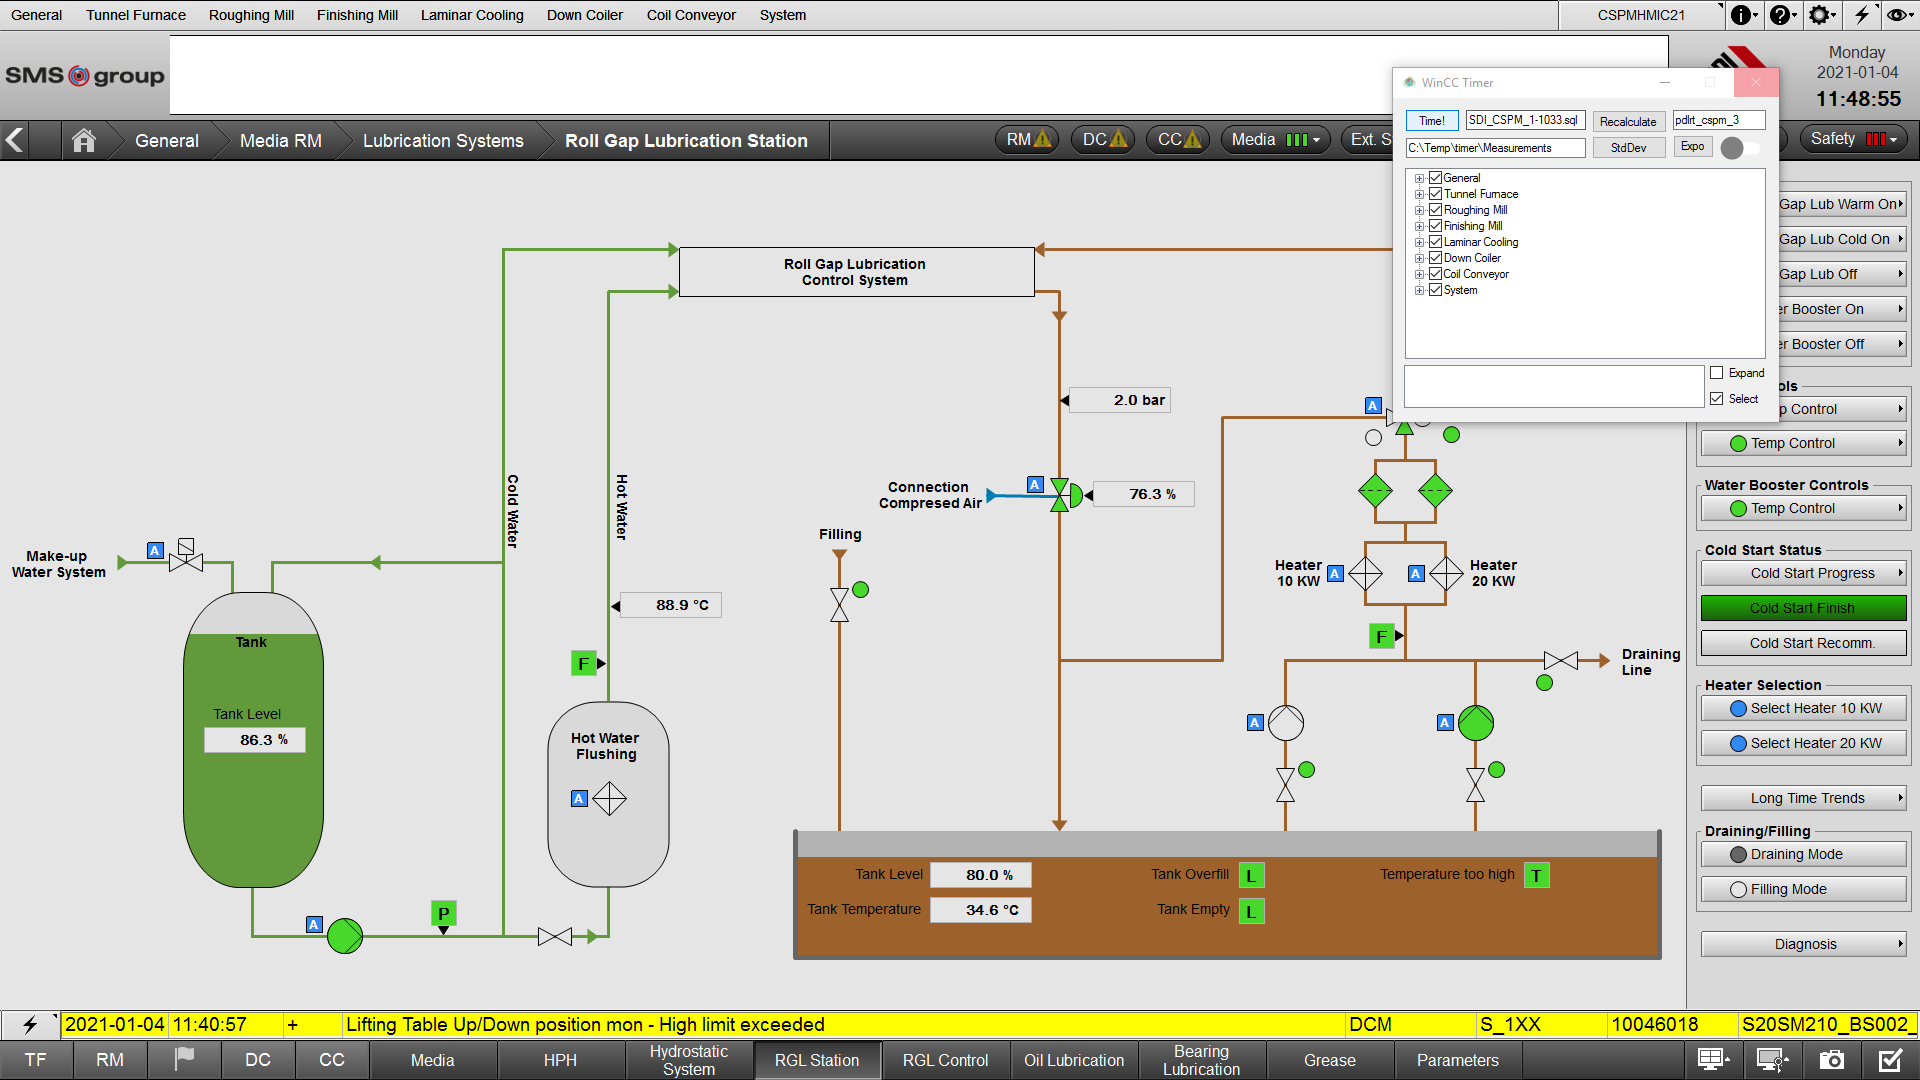 General Tunnel Furnace Roughing Mill Finishing Mill Laminar Cooling Down Coiler Coil Conveyor System CSPMHMIC21
SMS group
Monday
2021-01-04
11:48:55
General Media RM Lubrication Systems Roll Gap Lubrication Station RM DC CC Media Ext. S Safety
WinCC Timer
Time! SDI_CSPM_1-1033.sql Recalculate pdlrt_cspm_3
C:\Temp\timer\Measurements StdDev Expo
General
Tunnel Furnace
Roughing Mill
Finishing Mill
Laminar Cooling
Down Coiler
Coil Conveyor
System
Expand
Select
Gap Lub Warm On
Gap Lub Cold On
Gap Lub Off
er Booster On
er Booster Off
ols
p Control
Temp Control
Water Booster Controls
Temp Control
Cold Start Status
Cold Start Progress
Cold Start Finish
Cold Start Recomm.
Heater Selection
Select Heater 10 KW
Select Heater 20 KW
Long Time Trends
Draining/Filling
Draining Mode
Filling Mode
Diagnosis
Roll Gap Lubrication
Control System
2.0 bar
A
Cold Water
Hot Water
Connection
Compresed Air
A
76.3 %
Filling
Make-up
Water System
A
Heater
10 KW
A
A
Heater
20 KW
88.9 °C
F
F
Tank
Tank Level
86.3 %
Draining
Line
Hot Water
Flushing
A
A
A
A
P
Tank Level 80.0 %
Tank Temperature 34.6 °C
Tank Overfill L
Tank Empty L
Temperature too high T
2021-01-04 11:40:57 + Lifting Table Up/Down position mon - High limit exceeded DCM S_1XX 10046018 S20SM210_BS002_
TF RM DC CC Media HPH Hydrostatic System RGL Station RGL Control Oil Lubrication Bearing Lubrication Grease Parameters